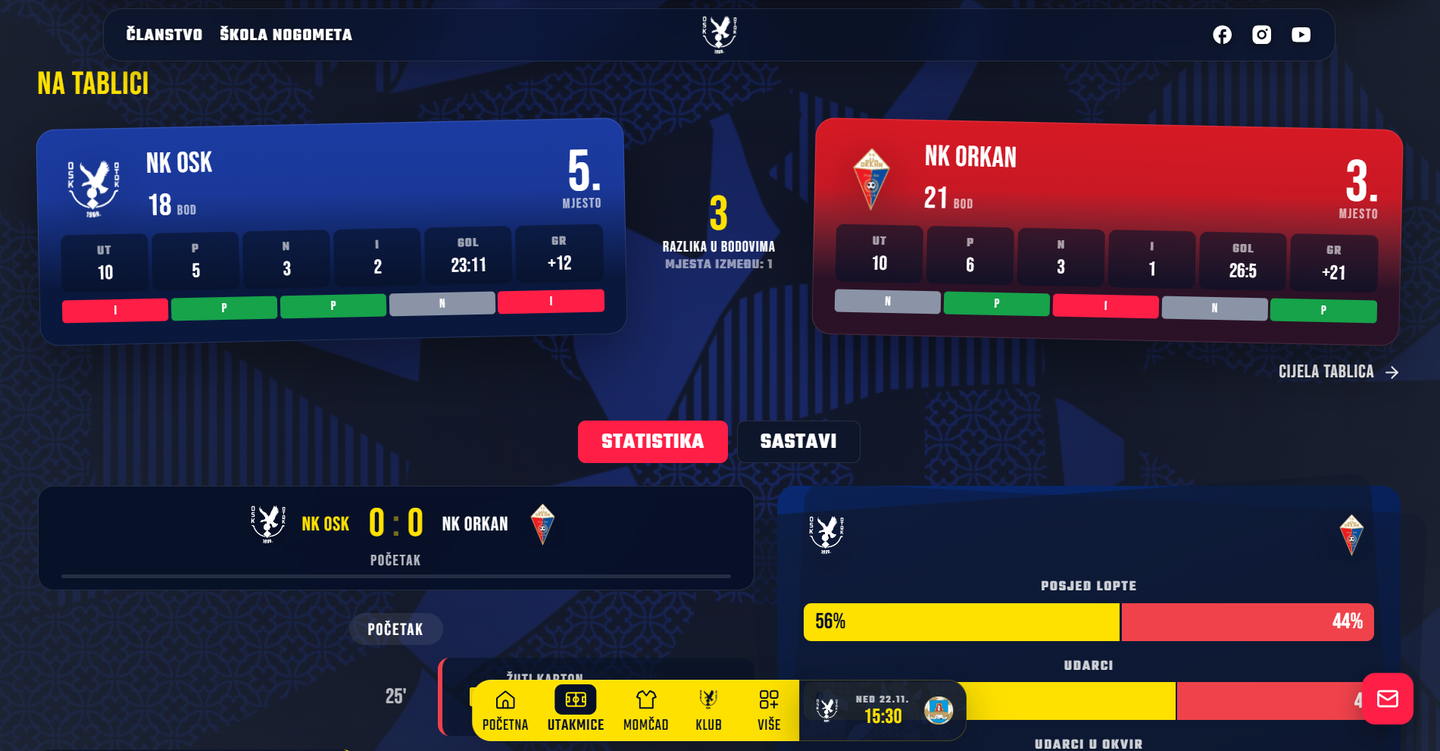 ČLANSTVO ŠKOLA NOGOMETA
NA TABLICI
NK OSK
18 BOD
5.
MJESTO
UT P N I GOL GR
10 5 3 2 23:11 +12
I P P N I
3
RAZLIKA U BODOVIMA
MJESTA IZMEĐU: 1
NK ORKAN
21 BOD
3.
MJESTO
UT P N I GOL GR
10 6 3 1 26:5 +21
N P I N P
CIJELA TABLICA
STATISTIKA SASTAVI
NK OSK 0:0 NK ORKAN
POČETAK
POČETAK
25'
ŽUTI KARTON
POSJED LOPTE
56% 44%
UDARCI
4
UDARCI U OKVIR
POČETNA UTAKMICE MOMČAD KLUB VIŠE
NED 22.11.
15:30